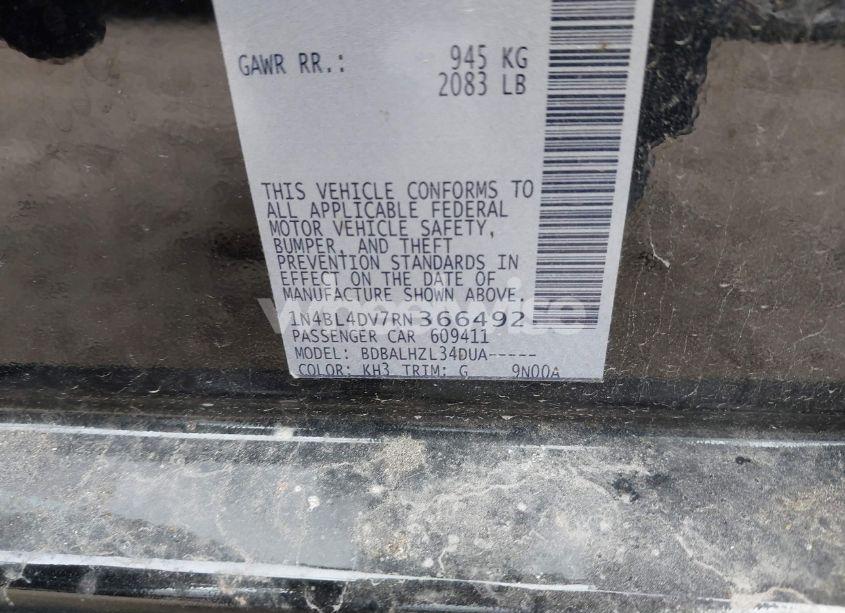 GAWR RR.: 945 KG
2083 LB
THIS VEHICLE CONFORMS TO
ALL APPLICABLE FEDERAL
MOTOR VEHICLE SAFETY,
BUMPER, AND THEFT
PREVENTION STANDARDS IN
EFFECT ON THE DATE OF
MANUFACTURE SHOWN ABOVE.
1N4BL4DV7RN366492
PASSENGER CAR 609411
MODEL: BDBALHZL34DUA-----
COLOR: KH3 TRIM: G 9N00A